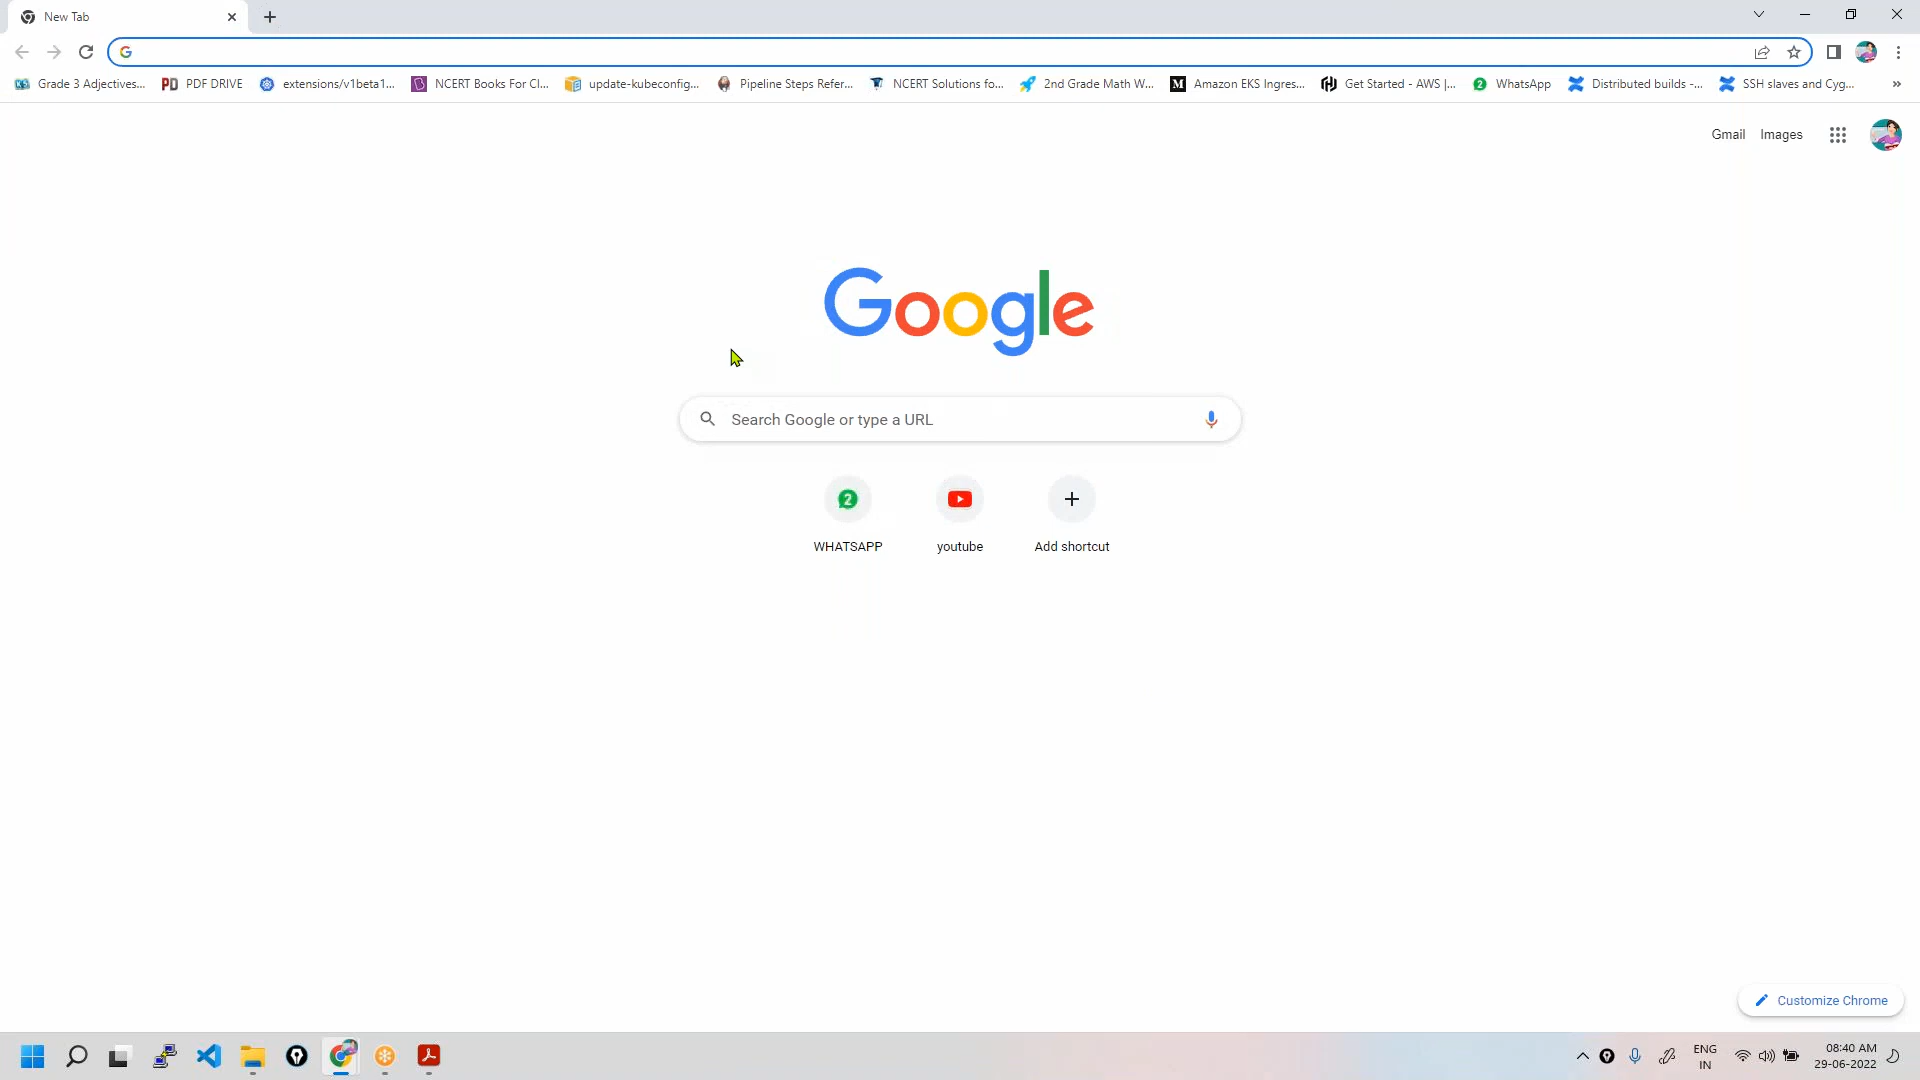 New Tab
Grade 3 Adjectives...
PD PDF DRIVE
extensions/v1beta1...
NCERT Books For Cl...
update-kubeconfig...
Pipeline Steps Refer...
NCERT Solutions fo...
2nd Grade Math W...
M Amazon EKS Ingres...
Get Started - AWS |...
2 WhatsApp
Distributed builds -...
SSH slaves and Cyg...
»
Gmail Images
Google
Search Google or type a URL
2
WHATSAPP youtube Add shortcut
Customize Chrome
ENG
IN
08:40 AM
29-06-2022